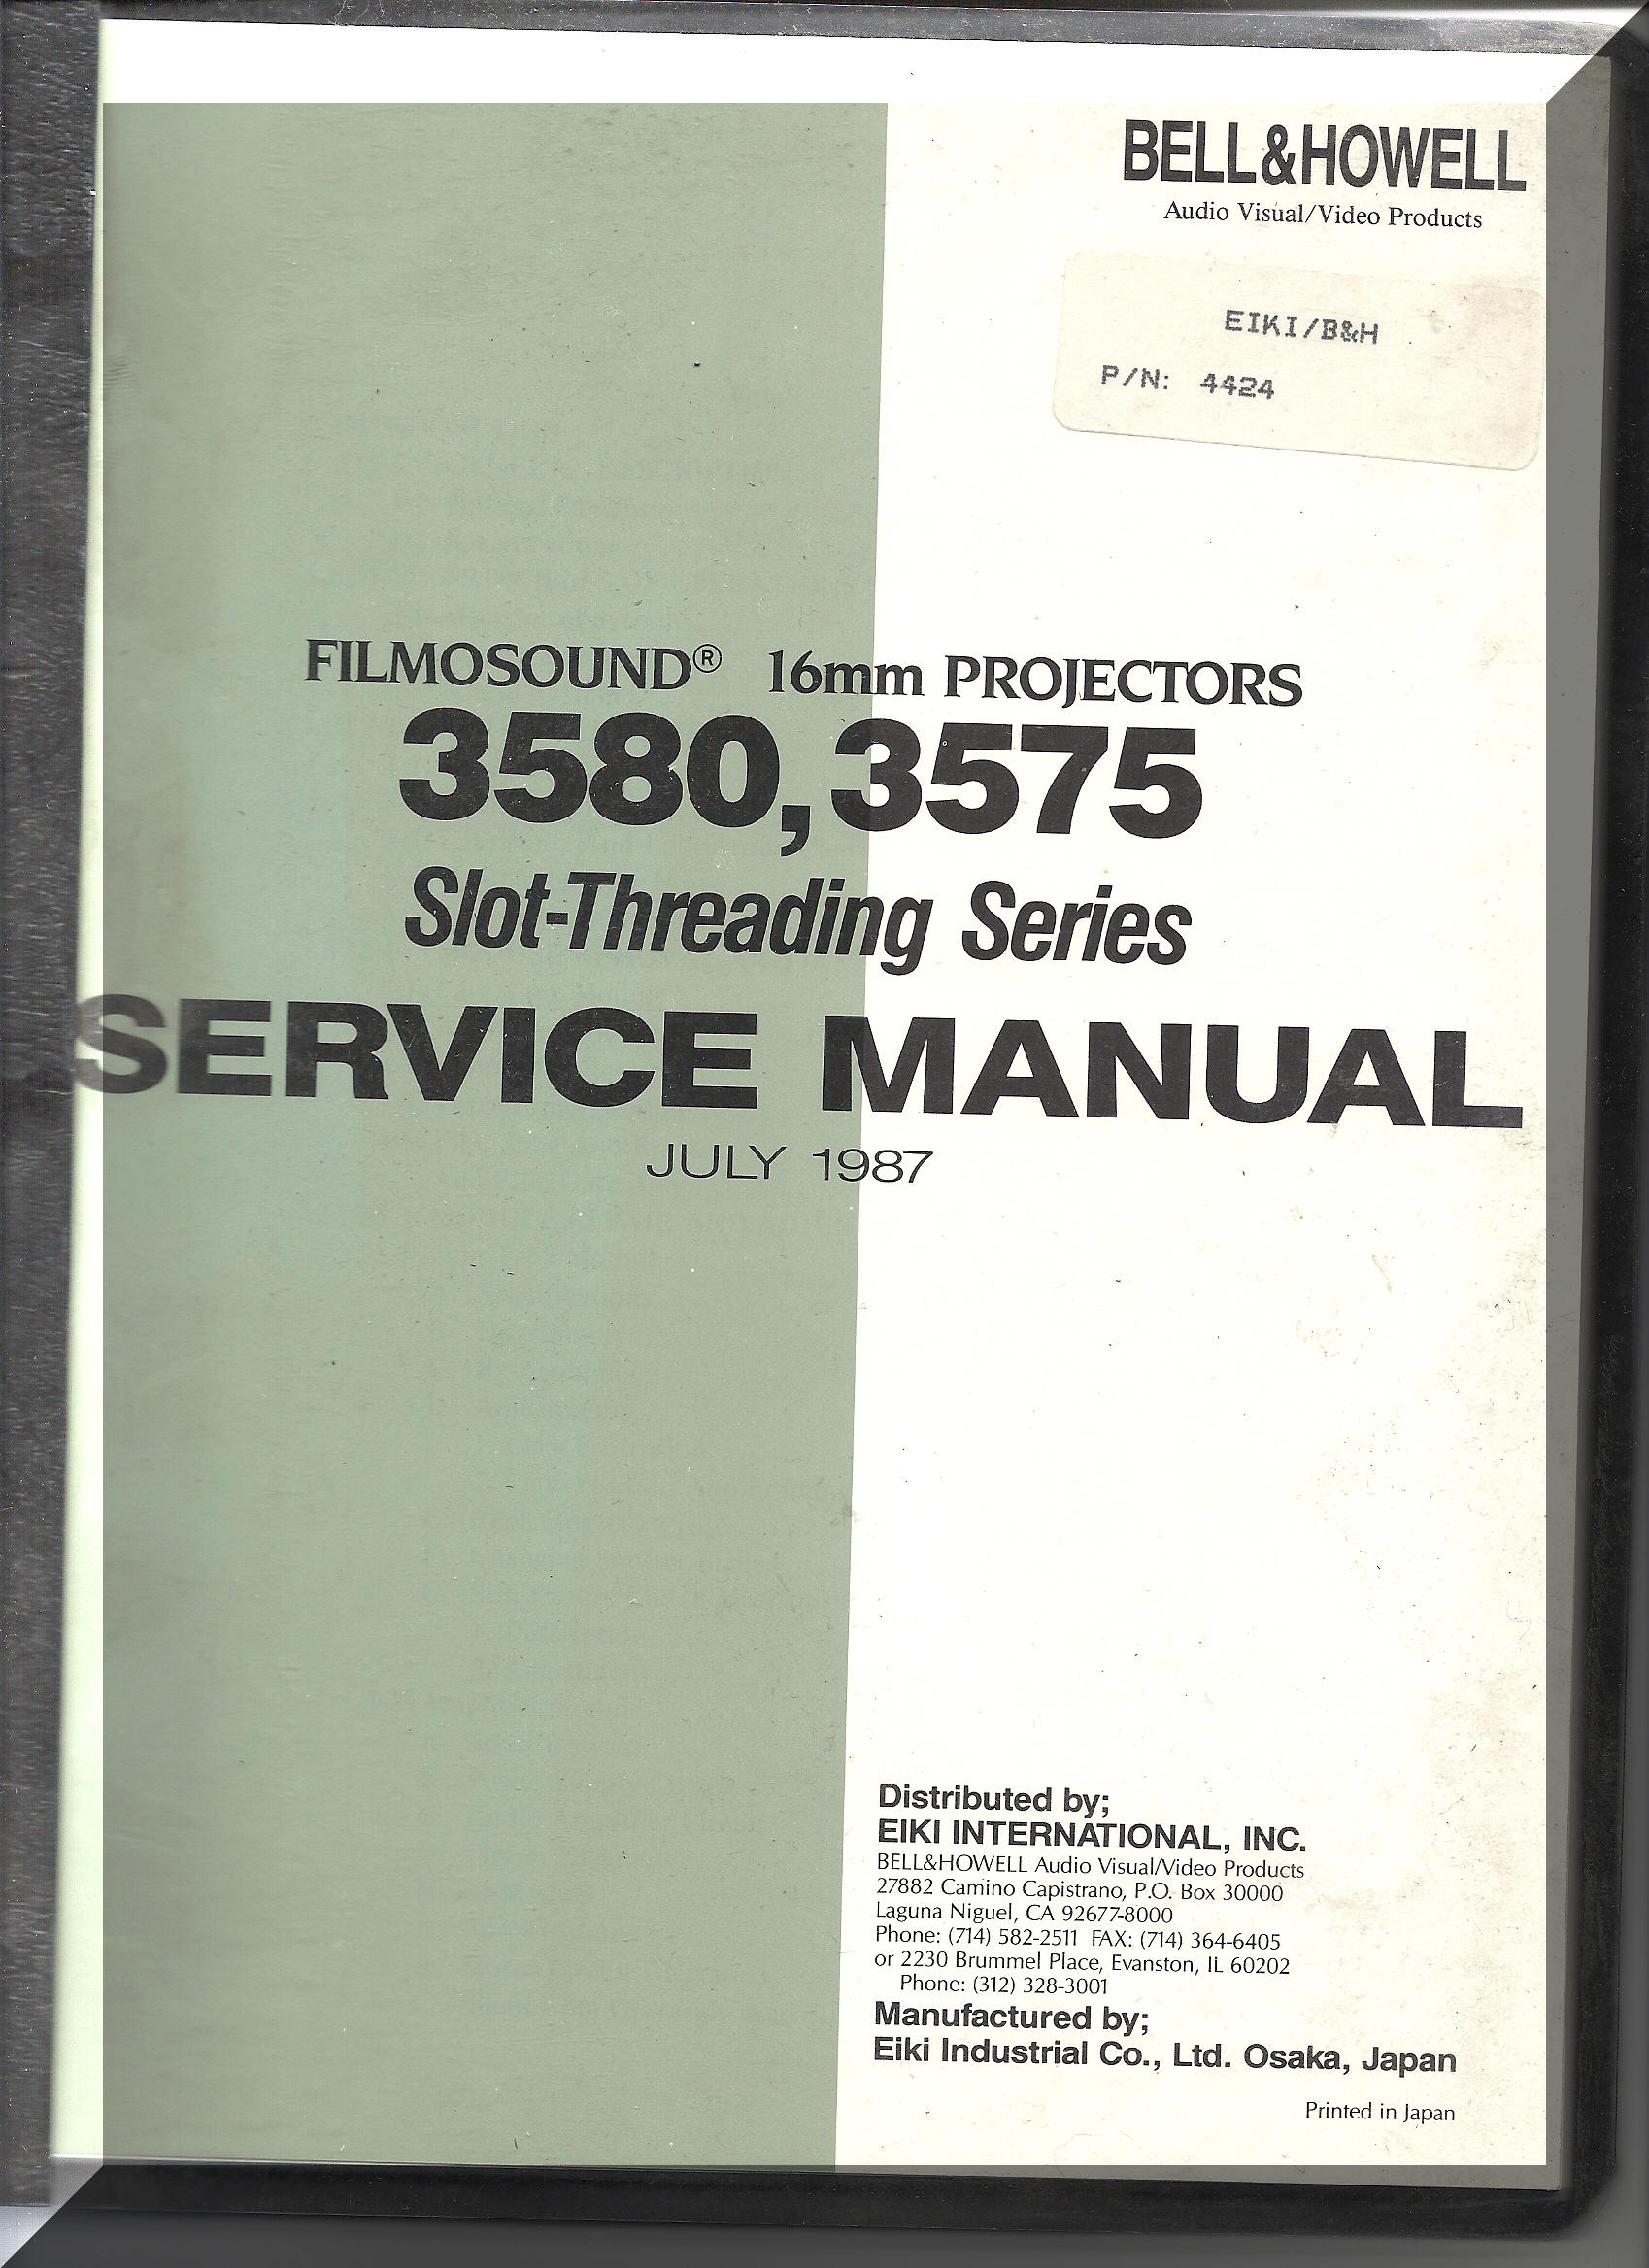 BELL&HOWELL
Audio Visual/Video Products
EIKI/B&H
P/N: 4424
FILMOSOUND® 16mm PROJECTORS
3580, 3575
Slot-Threading Series
SERVICE MANUAL
JULY 1987
Distributed by;
EIKI INTERNATIONAL, INC.
BELL&HOWELL Audio Visual/Video Products
27882 Camino Capistrano, P.O. Box 30000
Laguna Niguel, CA 92677-8000
Phone: (714) 582-2511 FAX: (714) 364-6405
or 2230 Brummel Place, Evanston, IL 60202
Phone: (312) 328-3001
Manufactured by;
Eiki Industrial Co., Ltd. Osaka, Japan
Printed in Japan